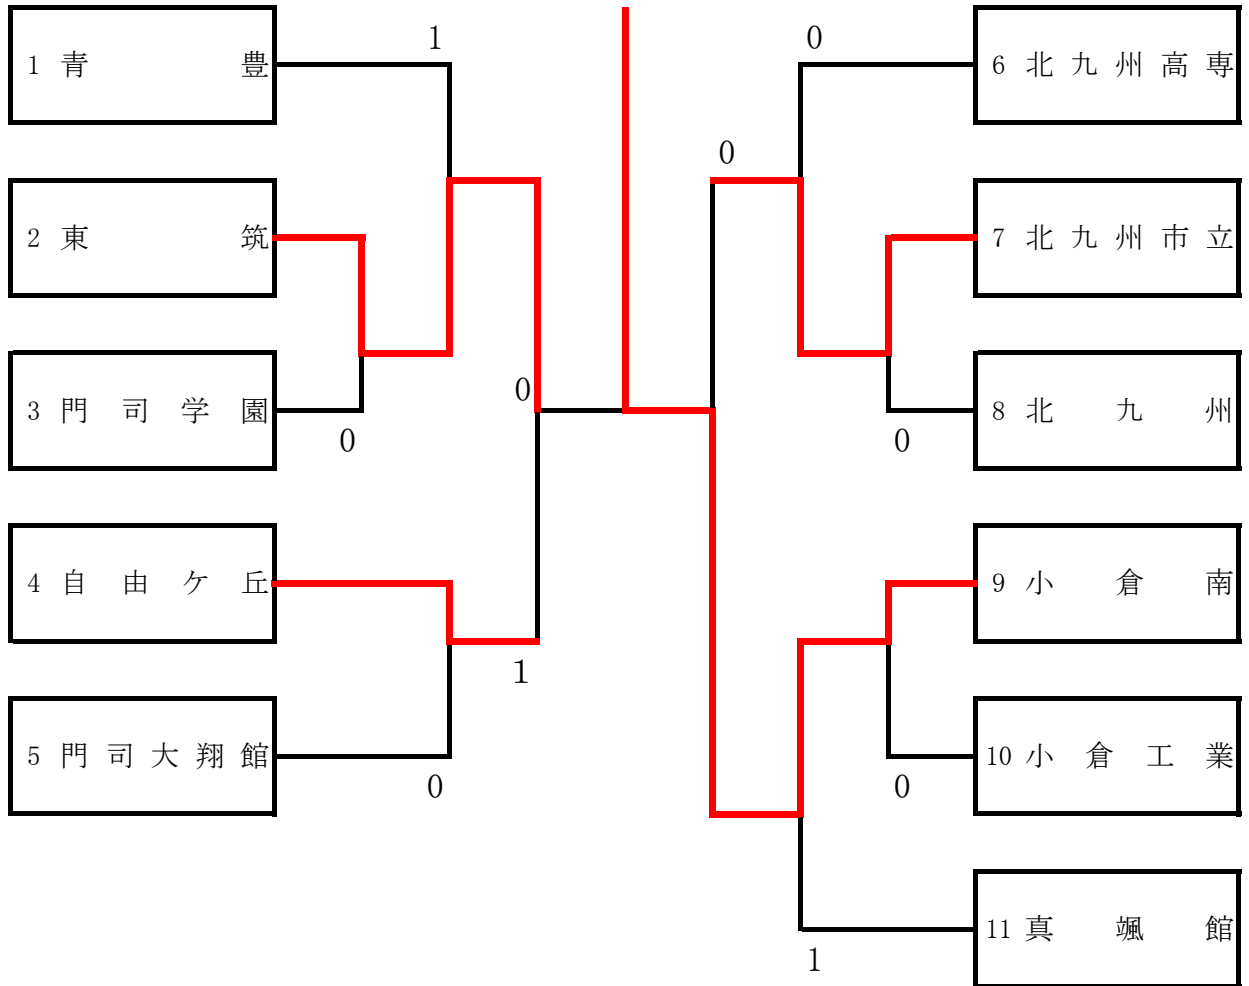 1 青豊
2 東筑
3 門司学園
4 自由ケ丘
5 門司大翔館
1
0
0
1
0
0
0
0
0
1
6 北九州高専
7 北九州市立
8 北九州
9 小倉南
10 小倉工業
11 真颯館